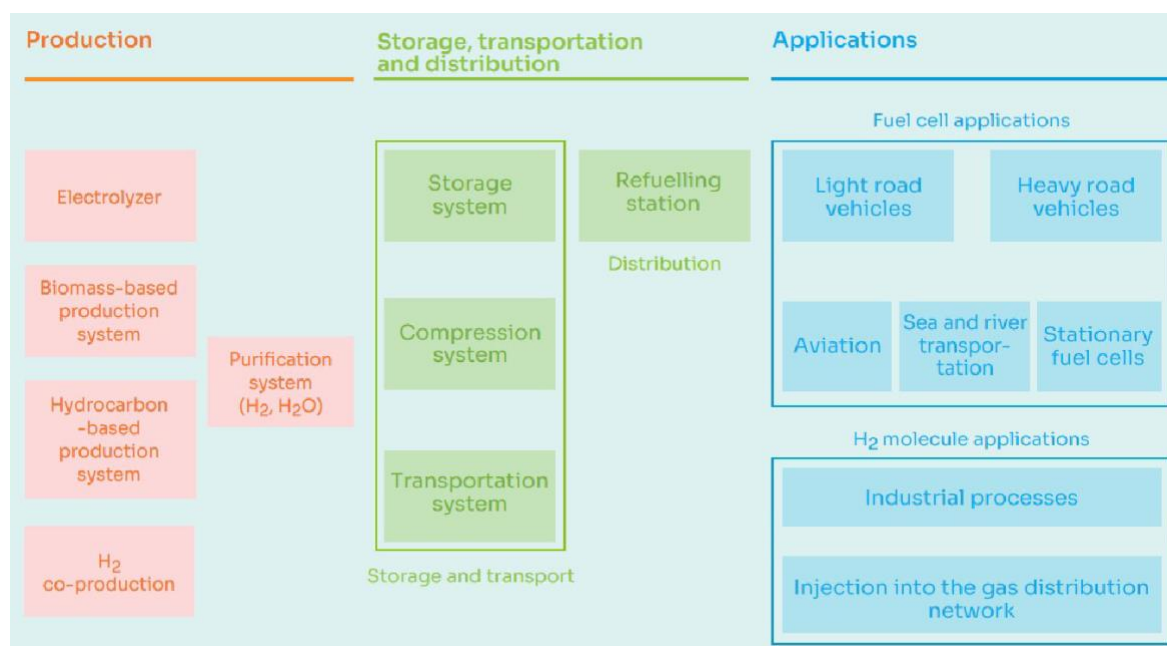 Production
Storage, transportation
and distribution
Applications
Fuel cell applications
Electrolyzer
Storage
system
Refuelling
station
Light road
vehicles
Heavy road
vehicles
Distribution
Biomass-based
production
system
Purification
system
(H₂, H₂O)
Compression
system
Aviation
Sea and river
transpor-
tation
Stationary
fuel cells
Hydrocarbon
-based
production
system
H₂ molecule applications
Transportation
system
Industrial processes
H₂
co-production
Storage and transport
Injection into the gas distribution
network